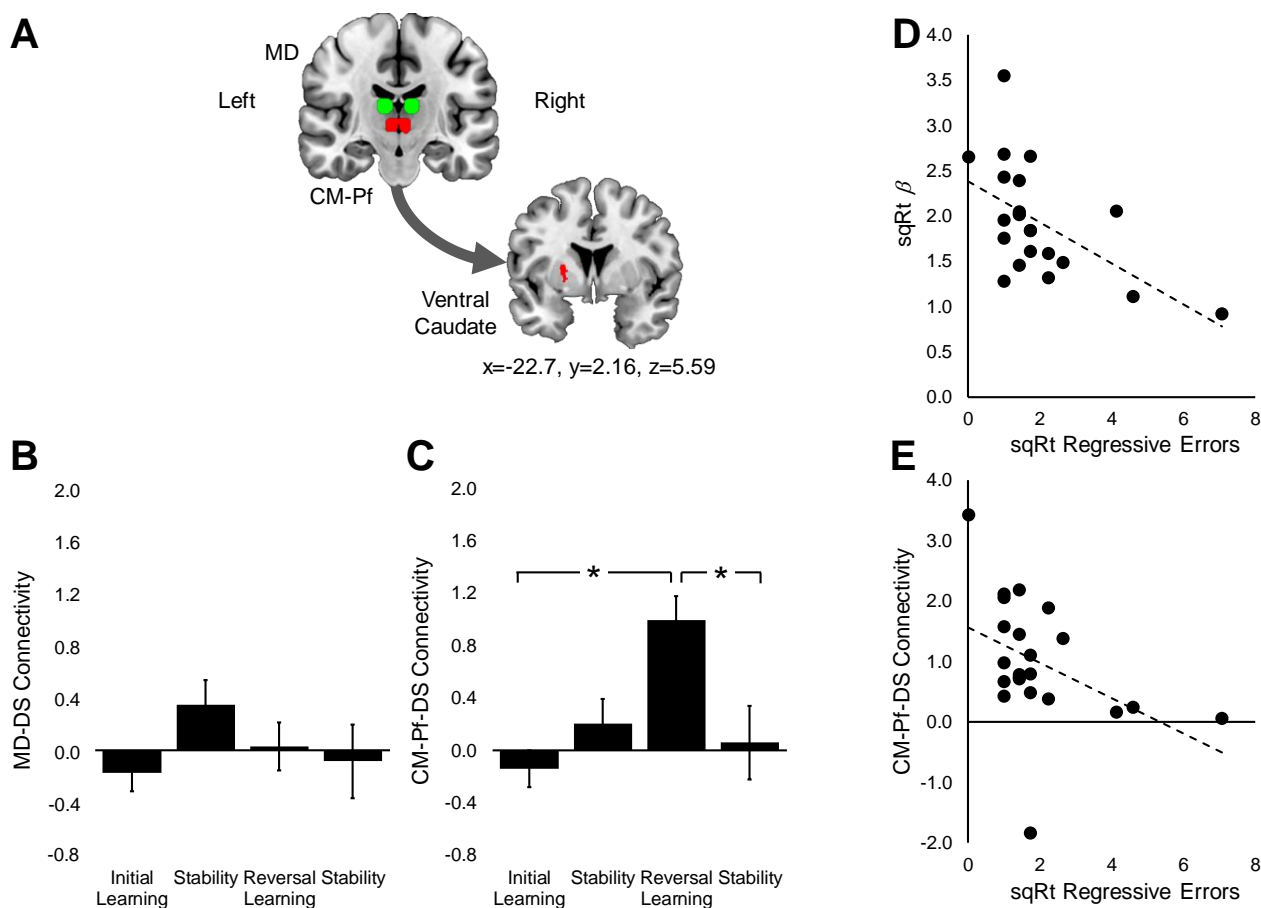 A
MD
Left
Right
CM-Pf
Ventral
Caudate
x=-22.7, y=2.16, z=5.59
B
MD-DS Connectivity
2.0
1.6
1.2
0.8
0.4
0.0
-0.4
-0.8
Initial
Learning
Stability
Reversal
Learning
Stability
C
CM-Pf-DS Connectivity
2.0
1.6
1.2
0.8
0.4
0.0
-0.4
-0.8
*
*
Initial
Learning
Stability
Reversal
Learning
Stability
D
sqRt β
4.0
3.5
3.0
2.5
2.0
1.5
1.0
0.5
0.0
0 2 4 6 8
sqRt Regressive Errors
E
CM-Pf-DS Connectivity
4.0
3.0
2.0
1.0
0.0
-1.0
-2.0
0 2 4 6 8
sqRt Regressive Errors